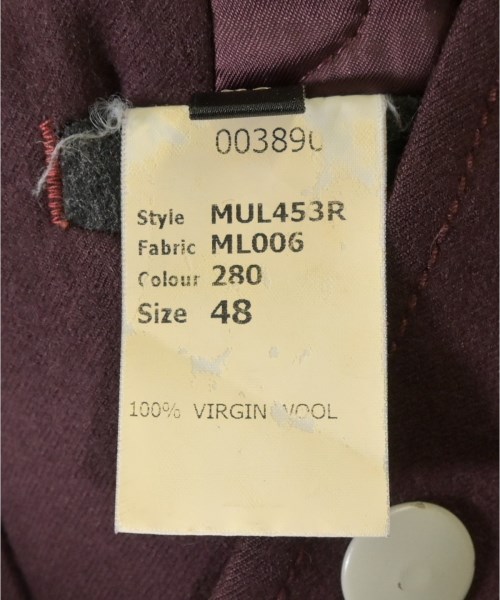 003890
Style MUL453R
Fabric ML006
Colour 280
Size 48
100% VIRGIN WOOL